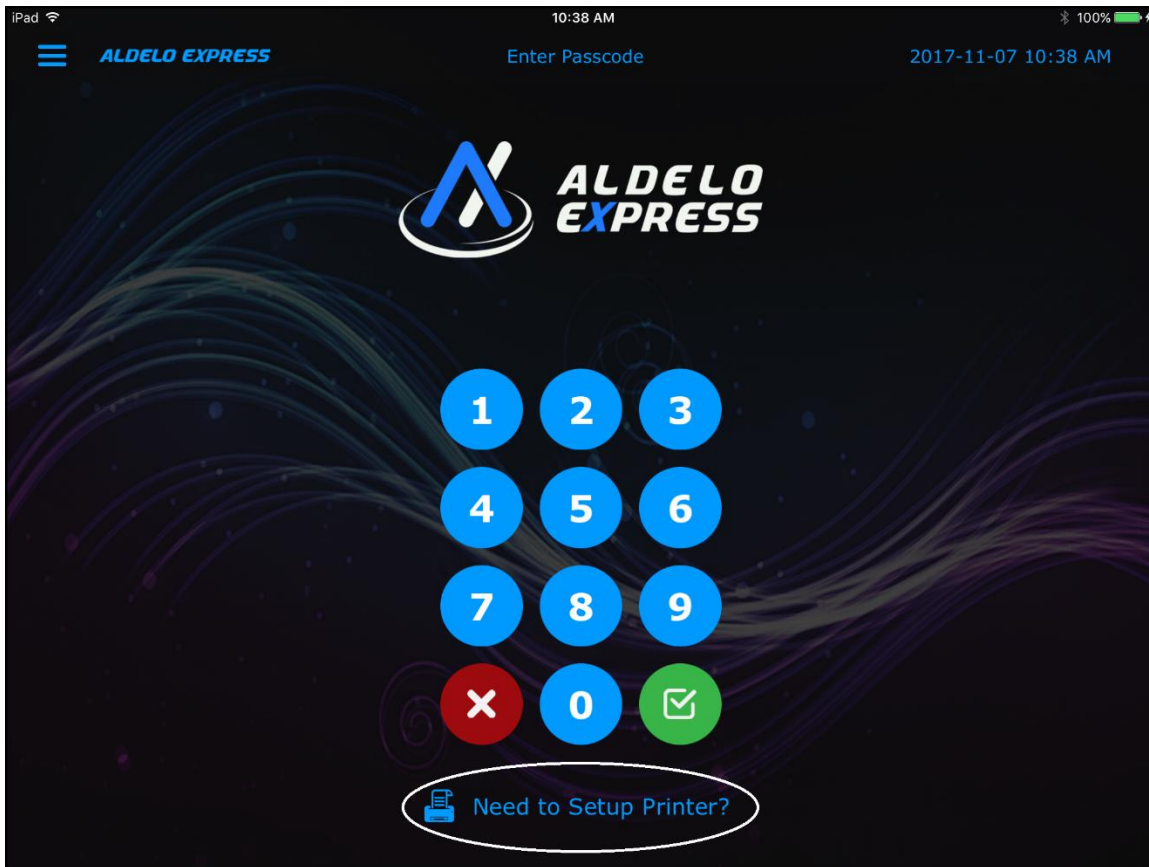 iPad 10:38 AM 100%
ALDELO EXPRESS Enter Passcode 2017-11-07 10:38 AM
ALDELO
EXPRESS
1 2 3
4 5 6
7 8 9
0
Need to Setup Printer?